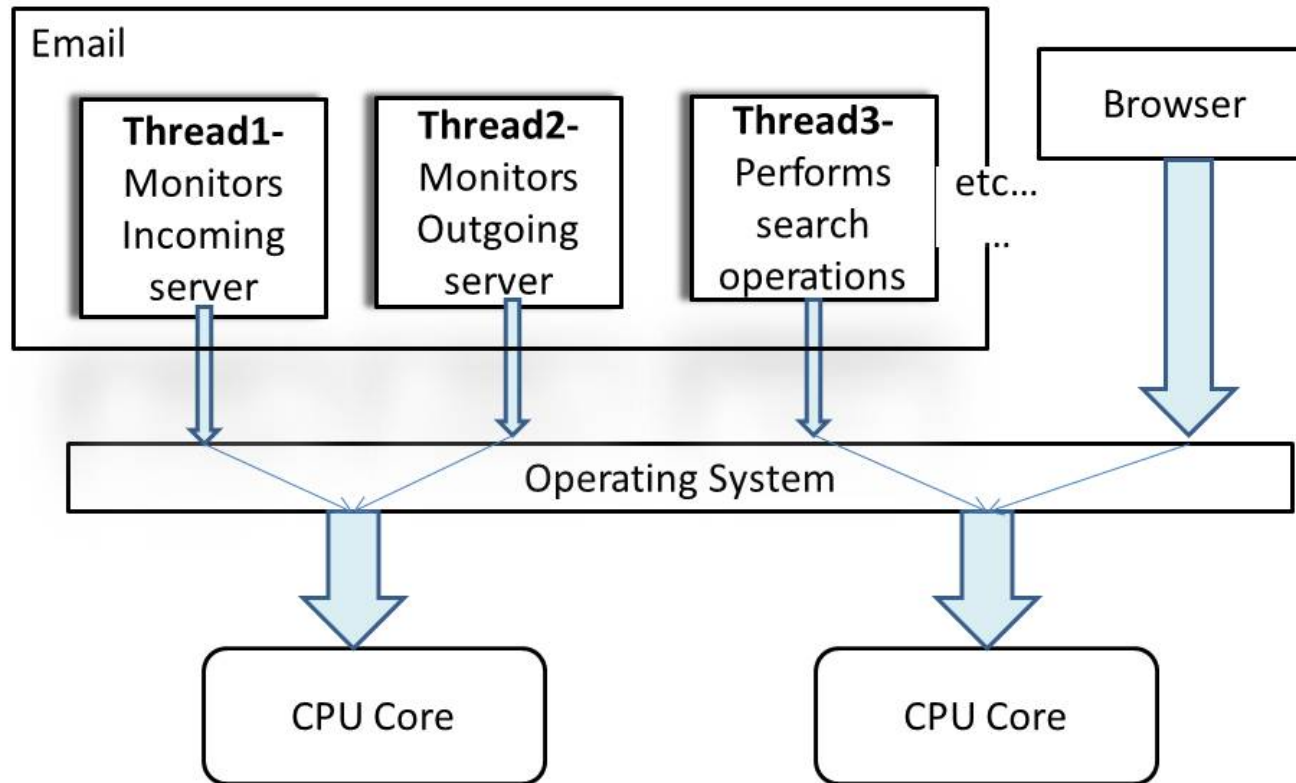 Email
Thread1-
Monitors
Incoming
server
Thread2-
Monitors
Outgoing
server
Thread3-
Performs
search
operations
etc...
..
Browser
Operating System
CPU Core
CPU Core